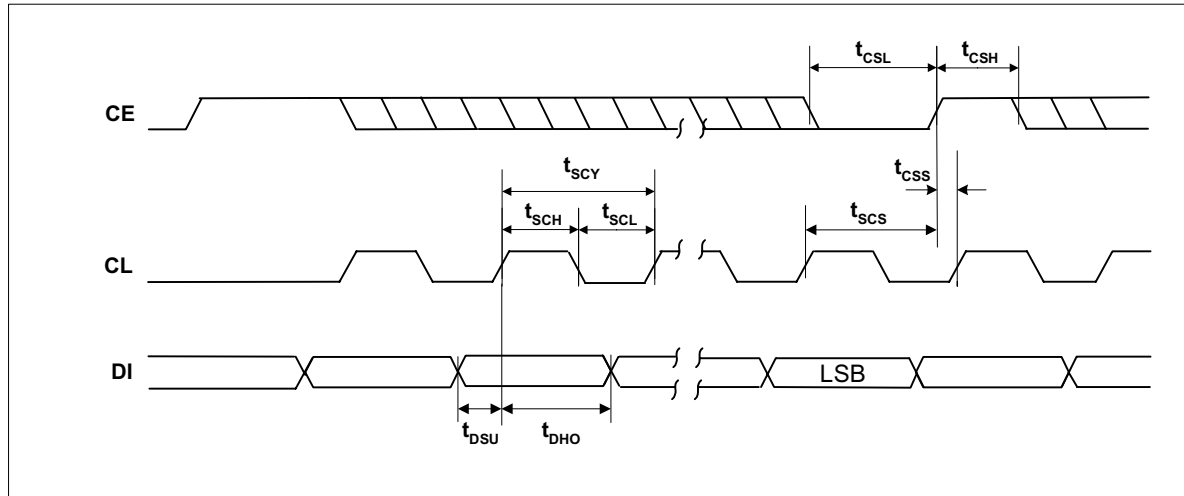 tCSL
tCSH
CE
tCSS
tSCY
tSCH
tSCL
tSCS
CL
DI
LSB
tDSU
tDHO